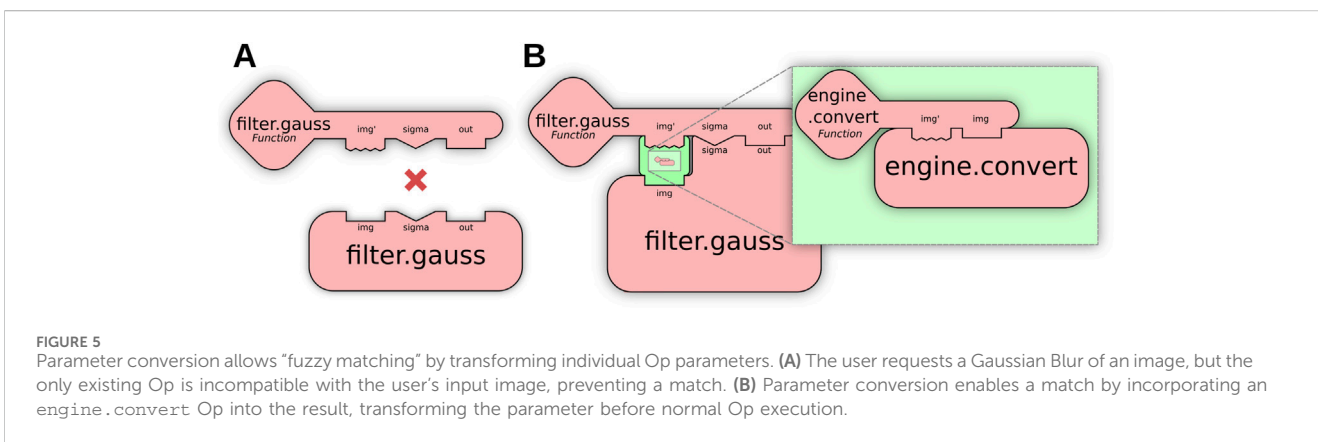 A
filter.gauss
Function
img' sigma out
img sigma out
filter.gauss
B
filter.gauss
Function
img' sigma out
sigma out
img
filter.gauss
engine
.convert
Function
img' img
engine.convert
FIGURE 5
Parameter conversion allows “fuzzy matching” by transforming individual Op parameters. (A) The user requests a Gaussian Blur of an image, but the
only existing Op is incompatible with the user’s input image, preventing a match. (B) Parameter conversion enables a match by incorporating an
engine.convert Op into the result, transforming the parameter before normal Op execution.